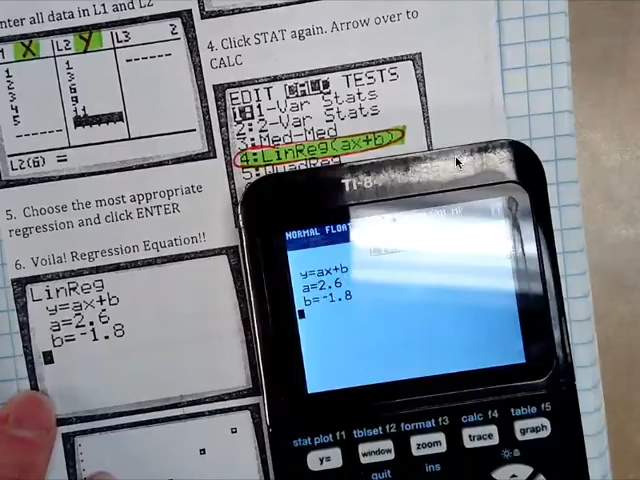 nter all data in L1 and L2
X L2 Y L3 2
1
2
3
4
5
1
3
6
9
11
L2(6) =
4. Click STAT again. Arrow over to
CALC
EDIT CALC TESTS
1:1-Var Stats
2:2-Var Stats
3:Med-Med
4:LinReg(ax+b)
5. Choose the most appropriate
regression and click ENTER
6. Voila! Regression Equation!!
LinReg
y=ax+b
a=2.6
b=-1.8
NORMAL FLOAT
y=ax+b
a=2.6
b=-1.8
stat plot f1 tblset f2 format f3 calc f4 table f5
y= window zoom trace graph
quit ins